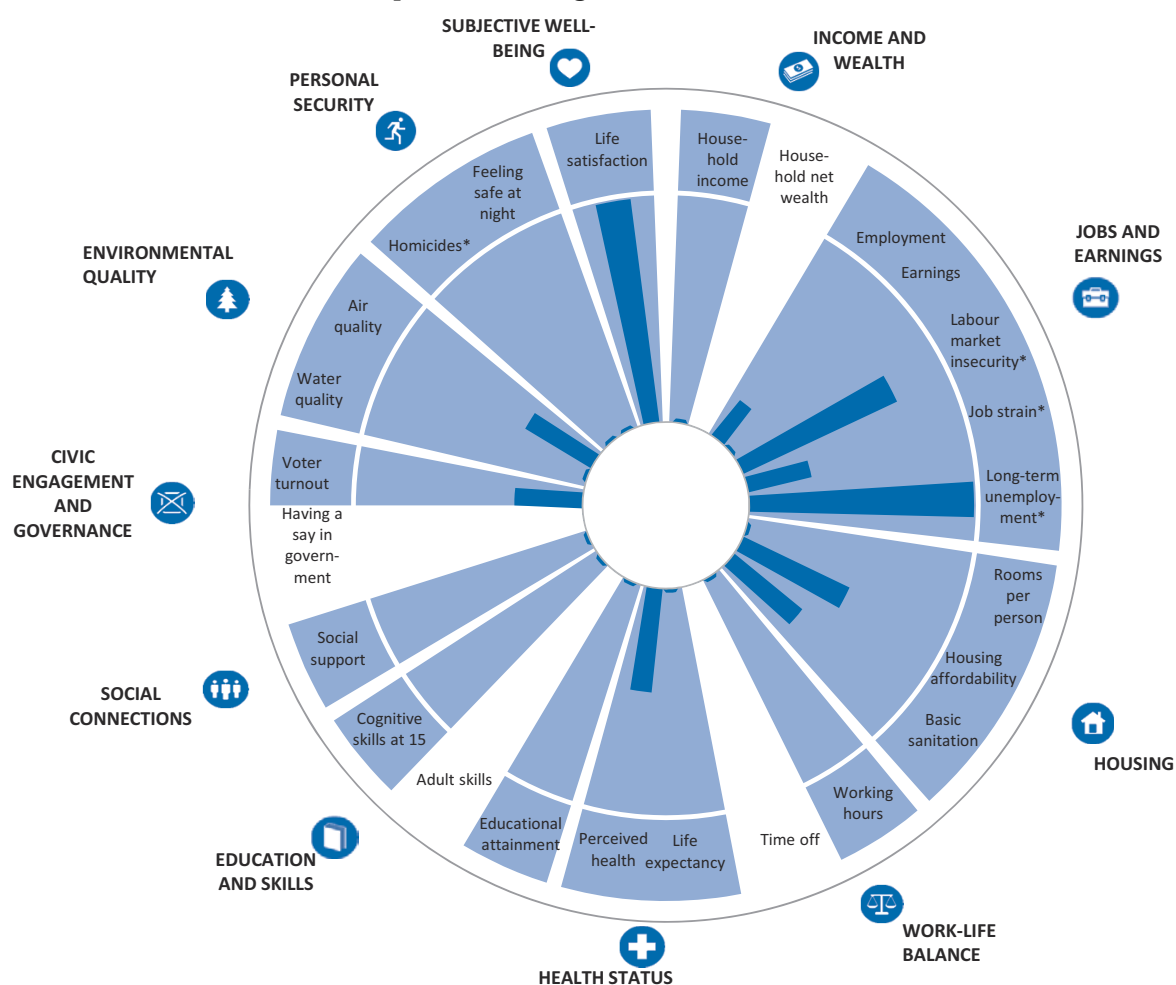 SUBJECTIVE WELL-
BEING
INCOME AND
WEALTH
PERSONAL
SECURITY
Life
satisfaction
House-
hold
income
House-
hold net
wealth
Feeling
safe at
night
Homicides*
Employment
Earnings
JOBS AND
EARNINGS
ENVIRONMENTAL
QUALITY
Air
quality
Water
quality
Labour
market
insecurity*
Job strain*
Long-term
unemploy-
ment*
CIVIC
ENGAGEMENT
AND
GOVERNANCE
Voter
turnout
Having a
say in
govern-
ment
Rooms
per
person
Housing
affordability
Basic
sanitation
HOUSING
Social
support
SOCIAL
CONNECTIONS
Cognitive
skills at 15
Adult skills
Educational
attainment
EDUCATION
AND SKILLS
Perceived
health
Life
expectancy
Time off
Working
hours
WORK-LIFE
BALANCE
HEALTH STATUS